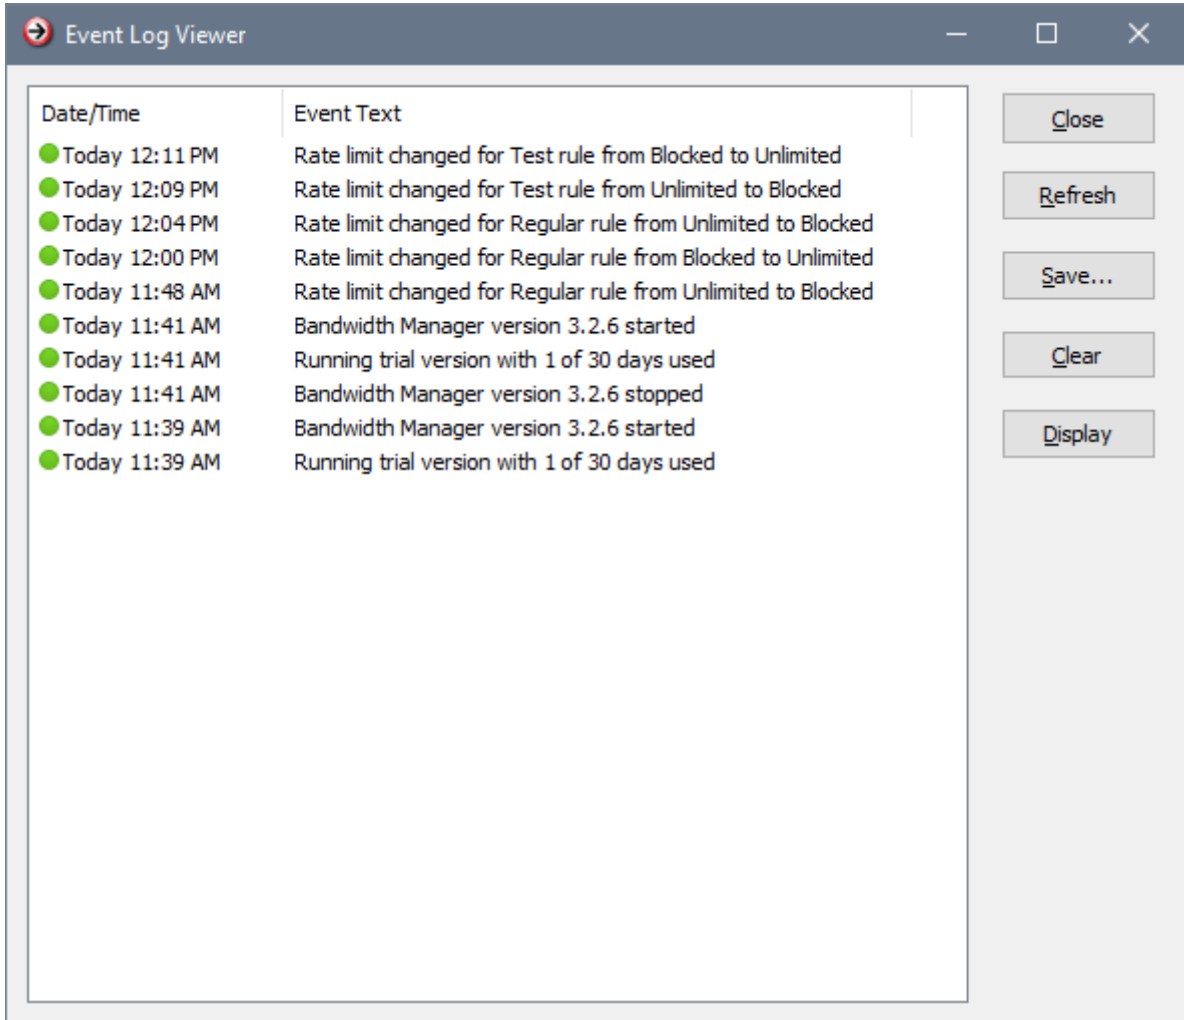 Event Log Viewer
Date/Time Event Text
Today 12:11 PM Rate limit changed for Test rule from Blocked to Unlimited
Today 12:09 PM Rate limit changed for Test rule from Unlimited to Blocked
Today 12:04 PM Rate limit changed for Regular rule from Unlimited to Blocked
Today 12:00 PM Rate limit changed for Regular rule from Blocked to Unlimited
Today 11:48 AM Rate limit changed for Regular rule from Unlimited to Blocked
Today 11:41 AM Bandwidth Manager version 3.2.6 started
Today 11:41 AM Running trial version with 1 of 30 days used
Today 11:41 AM Bandwidth Manager version 3.2.6 stopped
Today 11:39 AM Bandwidth Manager version 3.2.6 started
Today 11:39 AM Running trial version with 1 of 30 days used
Close
Refresh
Save...
Clear
Display